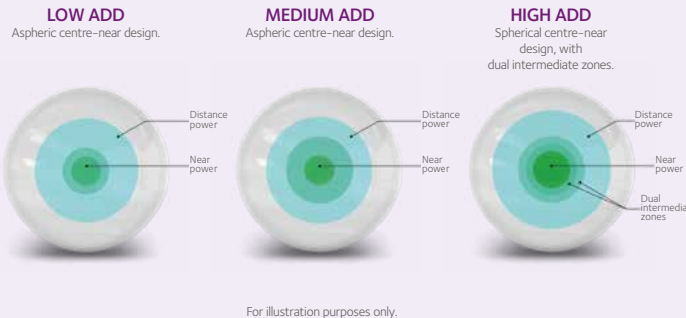 LOW ADD
Aspheric centre-near design.
Distance
power
Near
power
MEDIUM ADD
Aspheric centre-near design.
Distance
power
Near
power
HIGH ADD
Spherical centre-near
design, with
dual intermediate zones.
Distance
power
Near
power
Dual
intermedia
zones
For illustration purposes only.